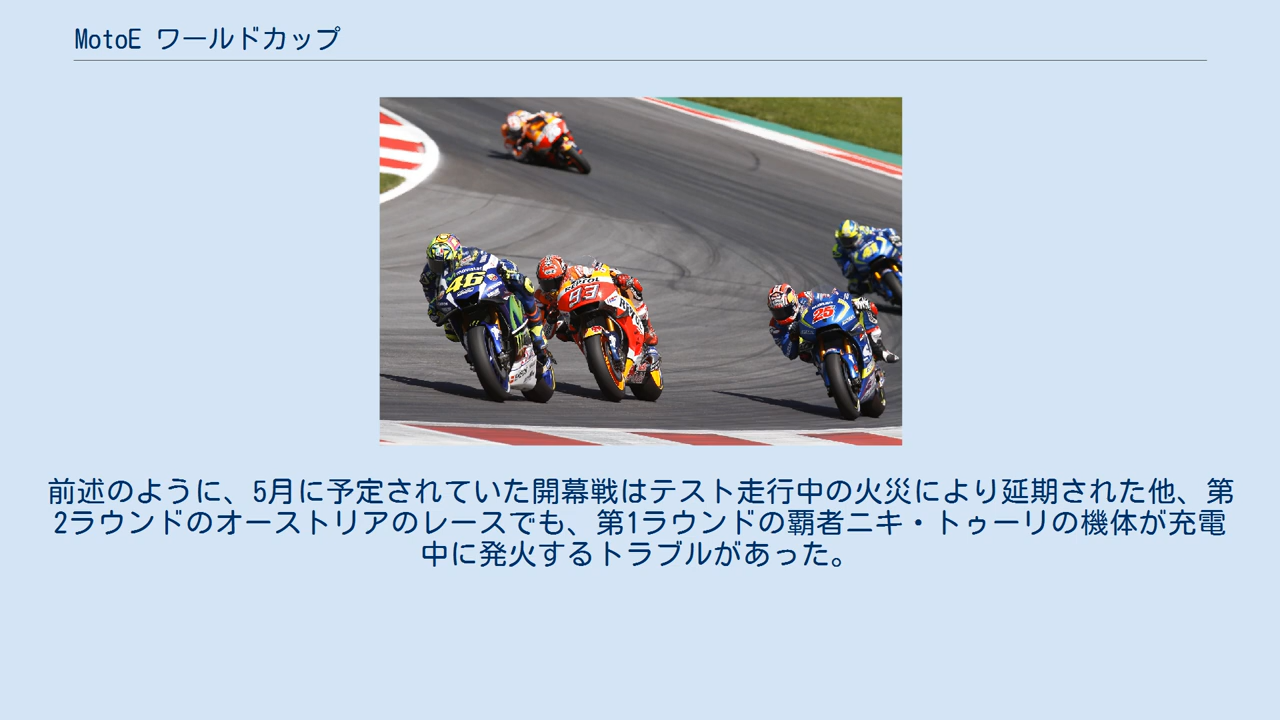 MotoE ワールドカップ
46
93
REPSOL
25
41
前述のように、5月に予定されていた開幕戦はテスト走行中の火災により延期された他、第
2ラウンドのオーストリアのレースでも、第1ラウンドの覇者ニキ・トゥーリの機体が充電
中に発火するトラブルがあった。